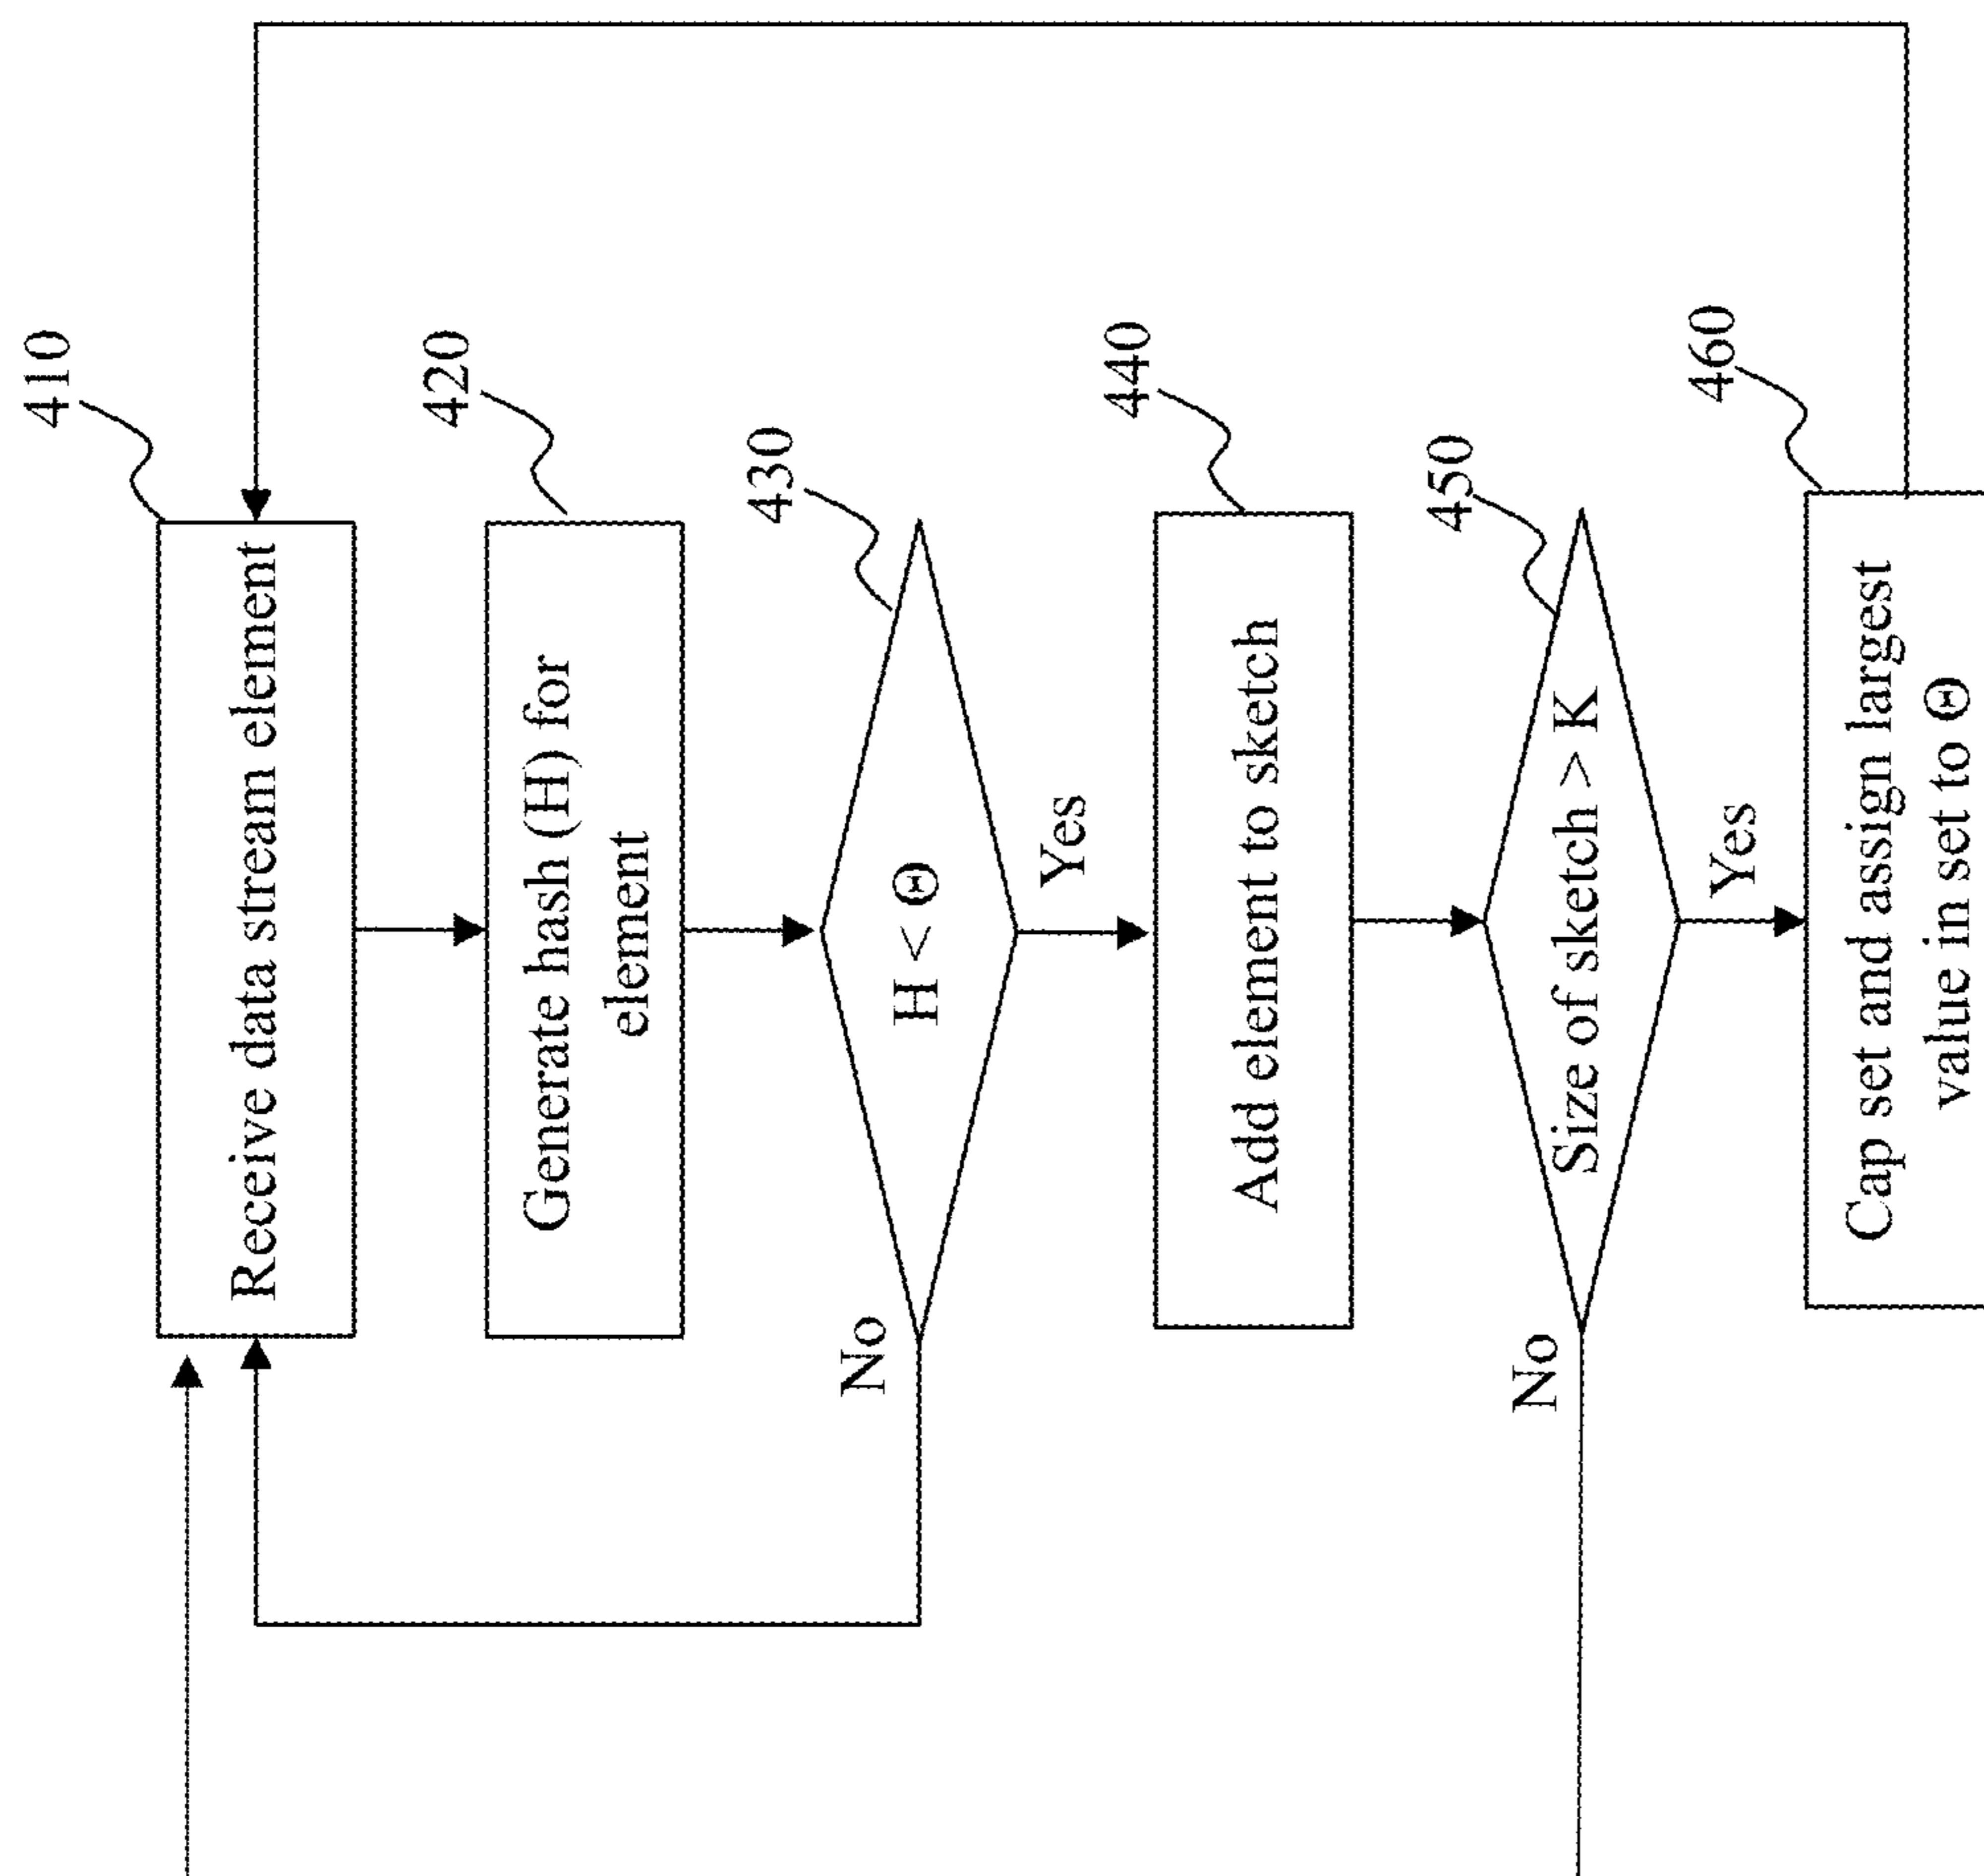 410
Receive data stream element
420
Generate hash (H) for
element
430
H < Θ
No
Yes
440
Add element to sketch
450
Size of sketch > K
No
Yes
460
Cap set and assign largest
value in set to Θ